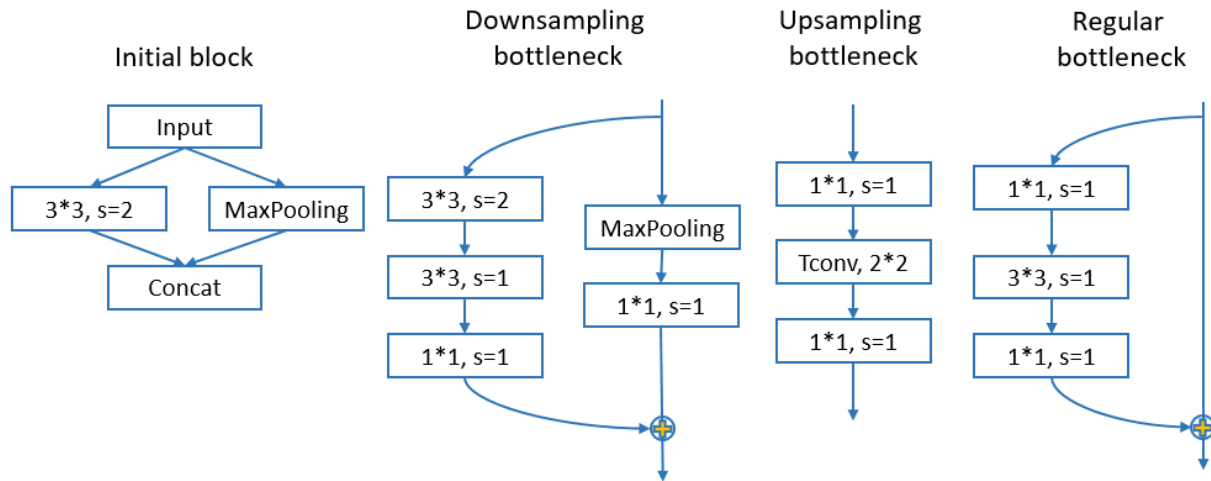 Initial block
Input
3*3, s=2
MaxPooling
Concat
Downsampling
bottleneck
3*3, s=2
3*3, s=1
1*1, s=1
MaxPooling
1*1, s=1
Upsampling
bottleneck
1*1, s=1
Tconv, 2*2
1*1, s=1
Regular
bottleneck
1*1, s=1
3*3, s=1
1*1, s=1